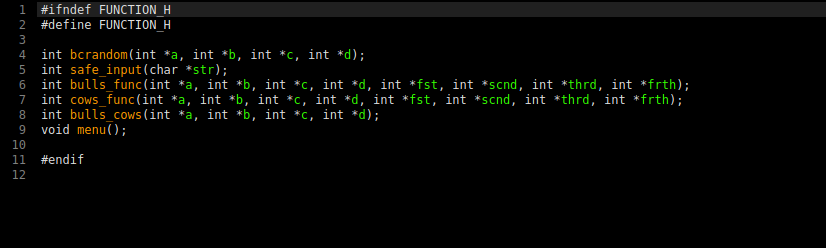 1 #ifndef FUNCTION_H
2 #define FUNCTION_H
3
4 int bcrandom(int *a, int *b, int *c, int *d);
5 int safe_input(char *str);
6 int bulls_func(int *a, int *b, int *c, int *d, int *fst, int *scnd, int *thrd, int *frth);
7 int cows_func(int *a, int *b, int *c, int *d, int *fst, int *scnd, int *thrd, int *frth);
8 int bulls_cows(int *a, int *b, int *c, int *d);
9 void menu();
10
11 #endif
12